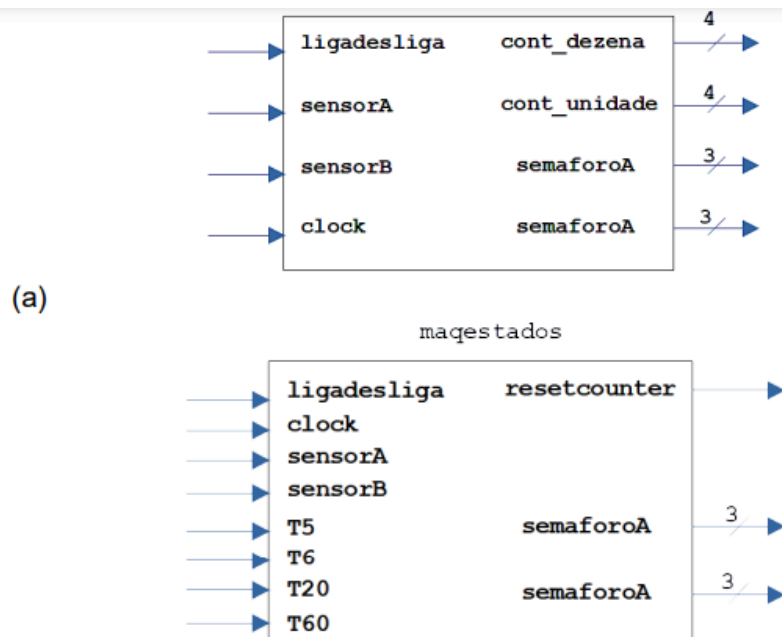 4
ligadesliga cont_dezena
4
sensorA cont_unidade
3
sensorB semaforoA
3
clock semaforoA
(a)
maqestados
ligadesliga resetcounter
clock
sensorA
sensorB
3
T5 semaforoA
T6
3
T20 semaforoA
T60